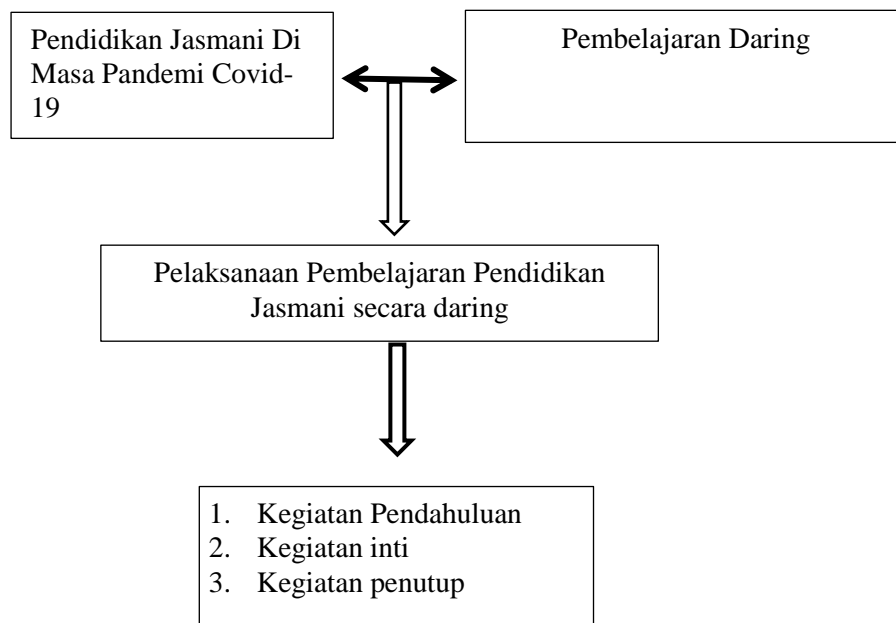 Pendidikan Jasmani Di
Masa Pandemi Covid-
19
Pembelajaran Daring
Pelaksanaan Pembelajaran Pendidikan
Jasmani secara daring
1. Kegiatan Pendahuluan
2. Kegiatan inti
3. Kegiatan penutup